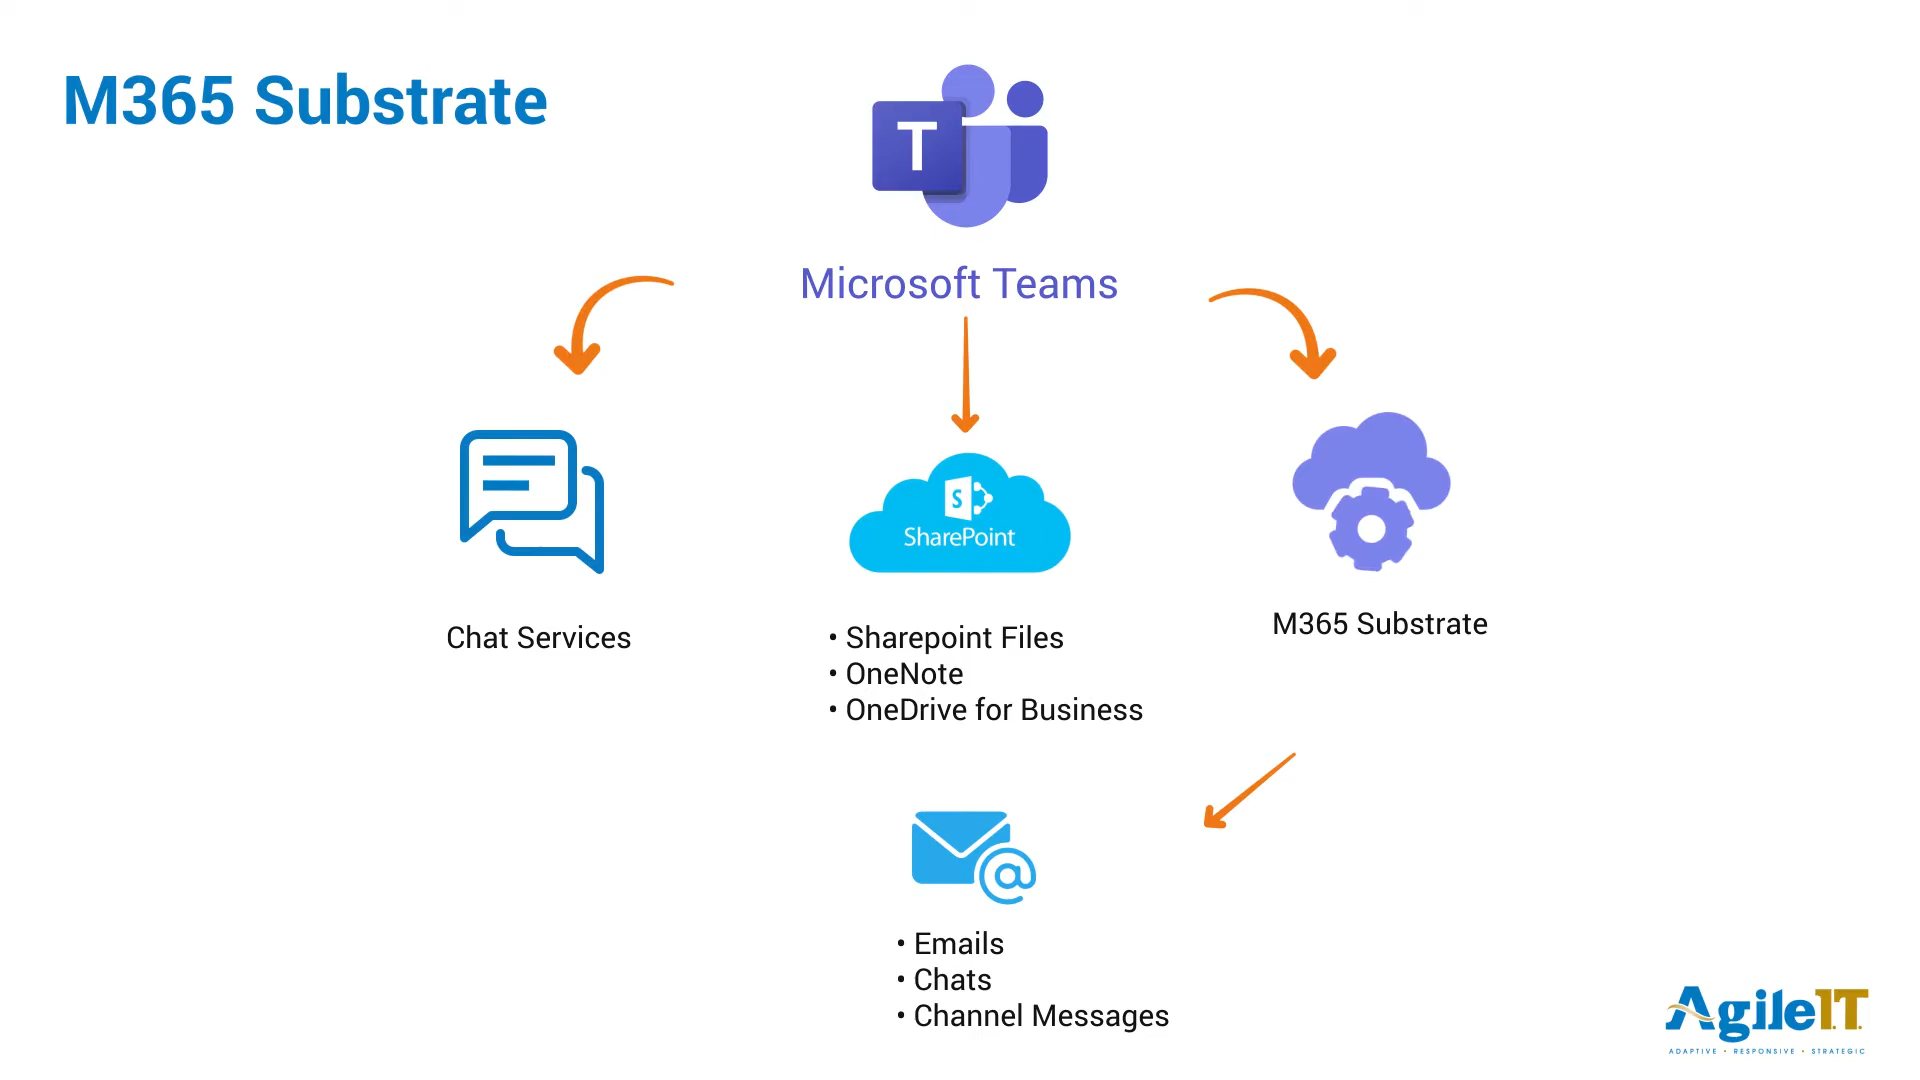 M365 Substrate
T
Microsoft Teams
S
SharePoint
Chat Services
• Sharepoint Files
• OneNote
• OneDrive for Business
M365 Substrate
@
• Emails
• Chats
• Channel Messages
AgileIT
ADAPTIVE • RESPONSIVE • STRATEGIC